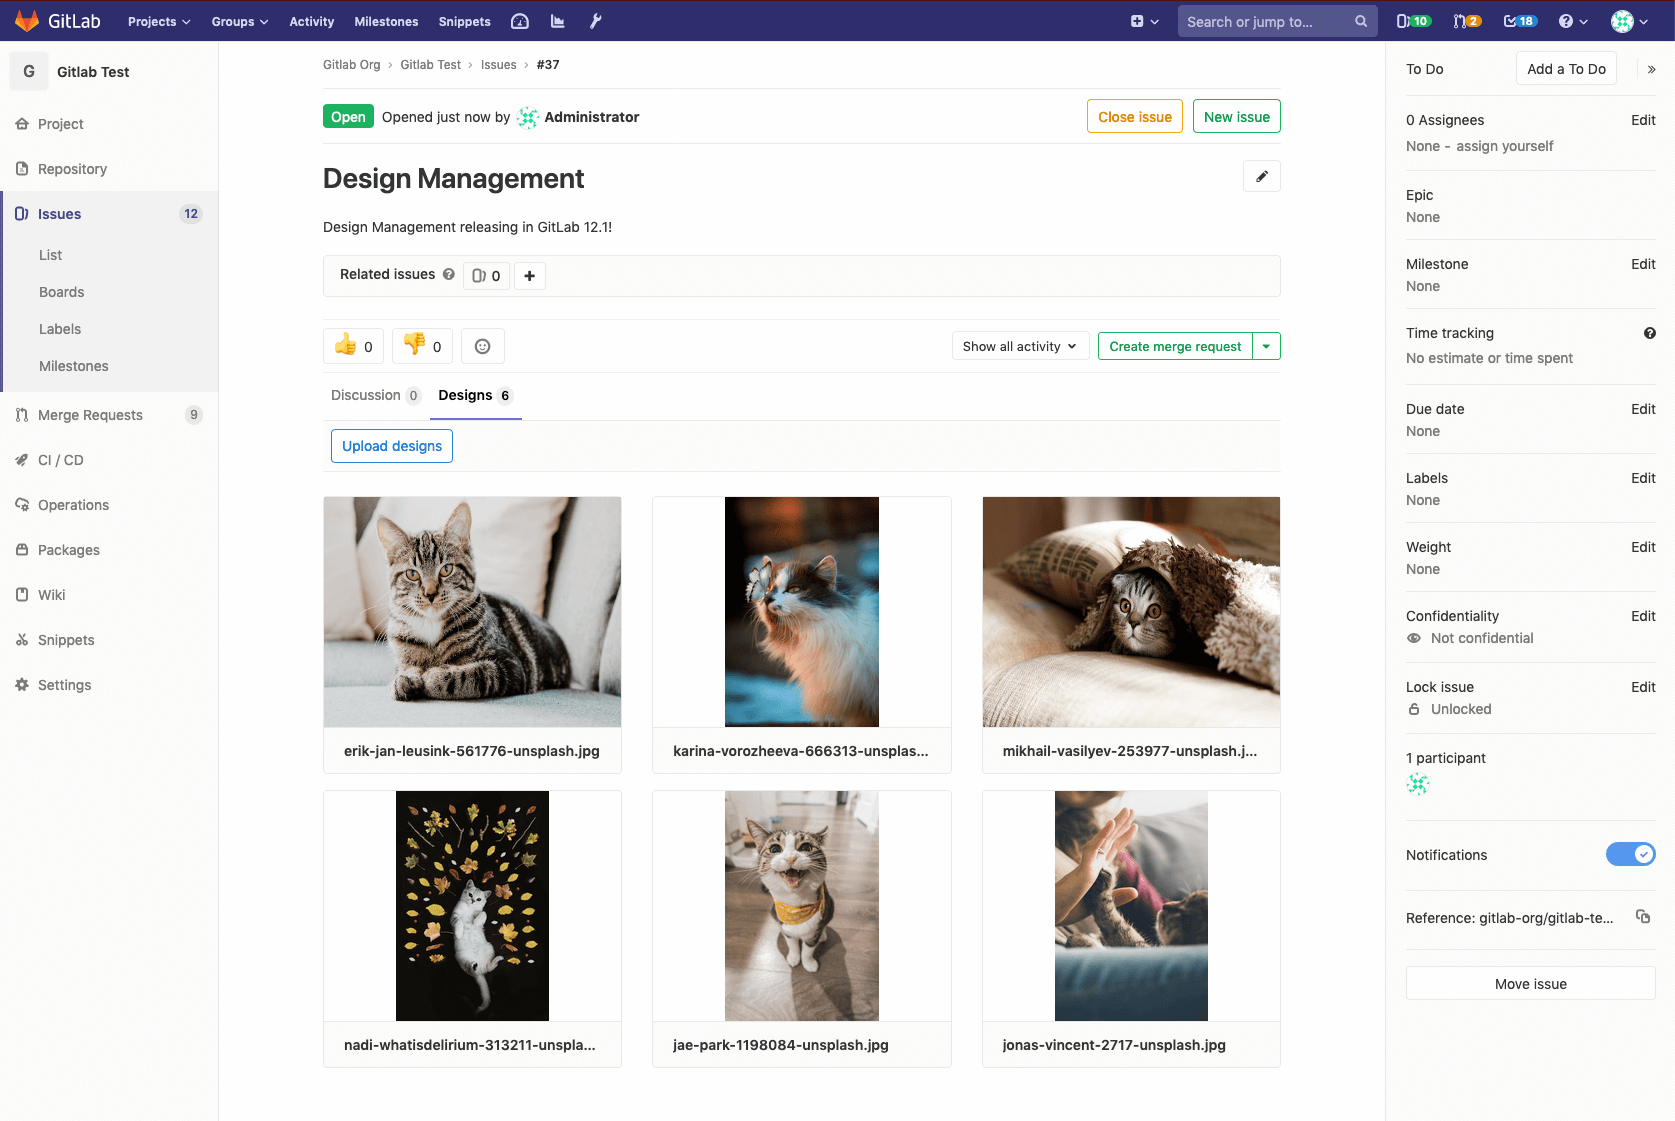 GitLab Projects Groups Activity Milestones Snippets Search or jump to... 10 2 18
G Gitlab Test
Project
Repository
Issues 12
List
Boards
Labels
Milestones
Merge Requests 9
CI / CD
Operations
Packages
Wiki
Snippets
Settings
Gitlab Org › Gitlab Test › Issues › #37
Open Opened just now by Administrator Close issue New issue
Design Management
Design Management releasing in GitLab 12.1!
Related issues 0
0 0 Show all activity Create merge request
Discussion 0 Designs 6
Upload designs
erik-jan-leusink-561776-unsplash.jpg
karina-vorozheeva-666313-unsplas...
mikhail-vasilyev-253977-unsplash.j...
nadi-whatisdelirium-313211-unspla...
jae-park-1198084-unsplash.jpg
jonas-vincent-2717-unsplash.jpg
To Do Add a To Do »
0 Assignees Edit
None - assign yourself
Epic
None
Milestone Edit
None
Time tracking
No estimate or time spent
Due date Edit
None
Labels Edit
None
Weight Edit
None
Confidentiality Edit
Not confidential
Lock issue Edit
Unlocked
1 participant
Notifications
Reference: gitlab-org/gitlab-te...
Move issue